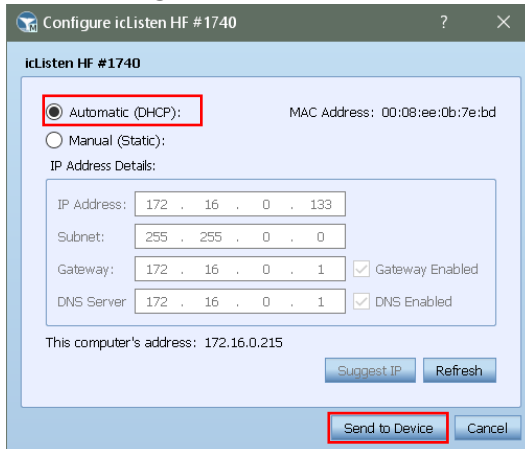 Configure icListen HF #1740 ? ×
icListen HF #1740
Automatic (DHCP): MAC Address: 00:08:ee:0b:7e:bd
Manual (Static):
IP Address Details:
IP Address: 172 . 16 . 0 . 133
Subnet: 255 . 255 . 0 . 0
Gateway: 172 . 16 . 0 . 1 Gateway Enabled
DNS Server 172 . 16 . 0 . 1 DNS Enabled
This computer's address: 172.16.0.215
Suggest IP Refresh
Send to Device Cancel